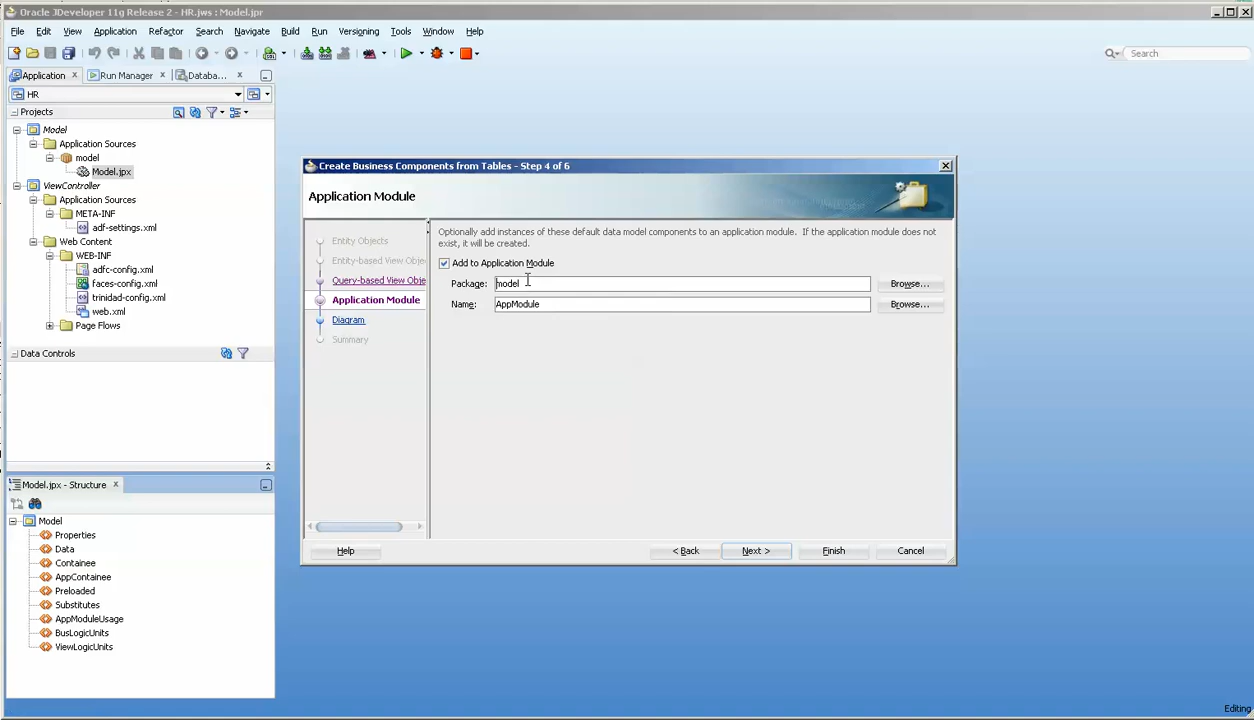 Oracle JDeveloper 11g Release 2 - HR.jws : Model.jpr
File Edit View Application Refactor Search Navigate Build Run Versioning Tools Window Help
Search
Application Run Manager Databa...
HR
Projects
Model
Application Sources
model
Model.jpx
ViewController
Application Sources
META-INF
adf-settings.xml
Web Content
WEB-INF
adfc-config.xml
faces-config.xml
trinidad-config.xml
web.xml
Page Flows
Data Controls
Model.jpx - Structure
Model
Properties
Data
Containee
AppContainee
Preloaded
Substitutes
AppModuleUsage
BusLogicUnits
ViewLogicUnits
Create Business Components from Tables - Step 4 of 6
Application Module
Entity Objects
Entity-based View Obje
Query-based View Obje
Application Module
Diagram
Summary
Optionally add instances of these default data model components to an application module. If the application module does not
exist, it will be created.
Add to Application Module
Package: model Browse...
Name: AppModule Browse...
Help < Back Next > Finish Cancel
Editing